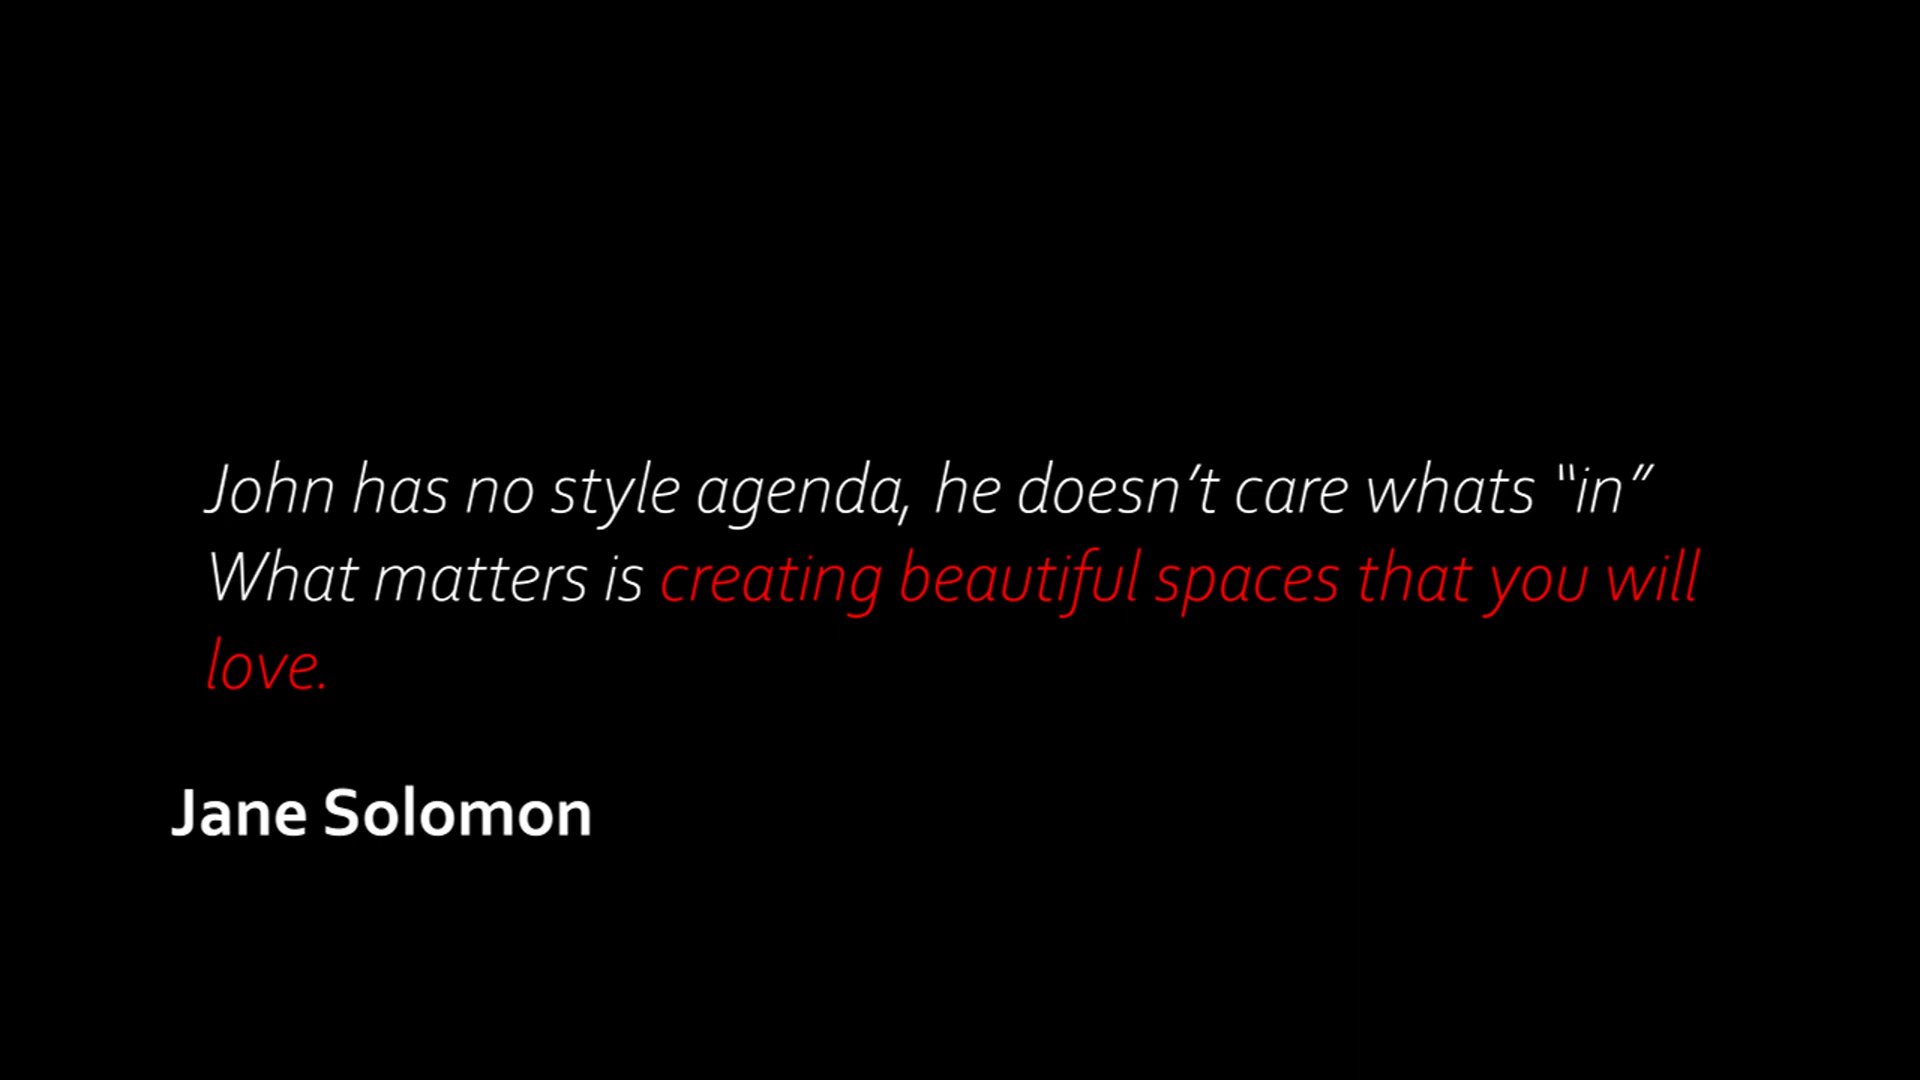 John has no style agenda, he doesn’t care whats “in”
What matters is creating beautiful spaces that you will
love.
Jane Solomon